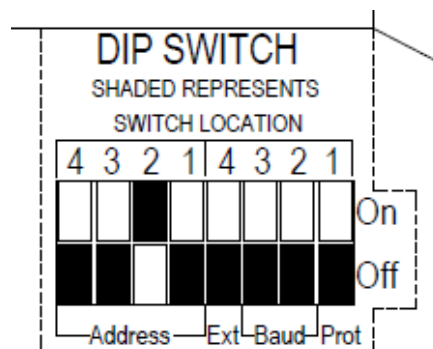 DIP SWITCH
SHADED REPRESENTS
SWITCH LOCATION
4 3 2 1 4 3 2 1
On
Off
Address Ext Baud Prot